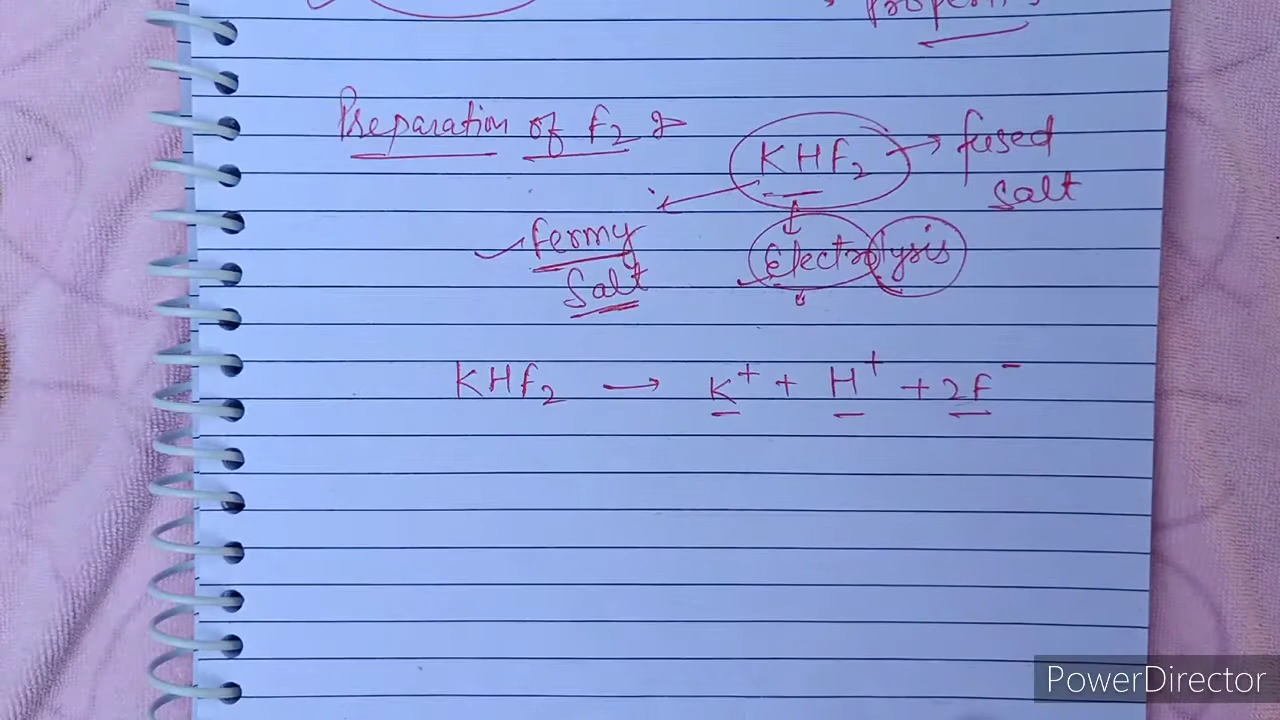 Preparation of F2 :-
KHF2 → fused
salt
fermy
Salt
Electrolysis
KHF2 → K+ + H+ + 2F-
PowerDirector